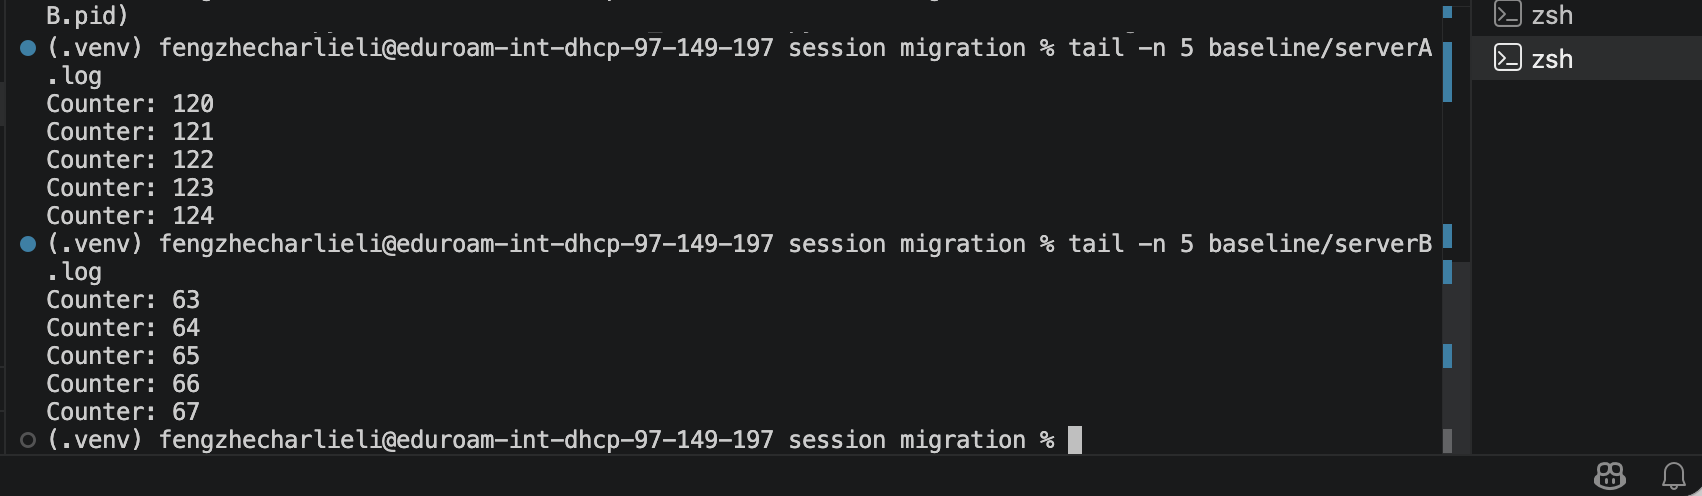 B.pid)
(.venv) fengzhecharlieli@eduroam-int-dhcp-97-149-197 session migration % tail -n 5 baseline/serverA
.log
Counter: 120
Counter: 121
Counter: 122
Counter: 123
Counter: 124
(.venv) fengzhecharlieli@eduroam-int-dhcp-97-149-197 session migration % tail -n 5 baseline/serverB
.log
Counter: 63
Counter: 64
Counter: 65
Counter: 66
Counter: 67
(.venv) fengzhecharlieli@eduroam-int-dhcp-97-149-197 session migration %
zsh
zsh